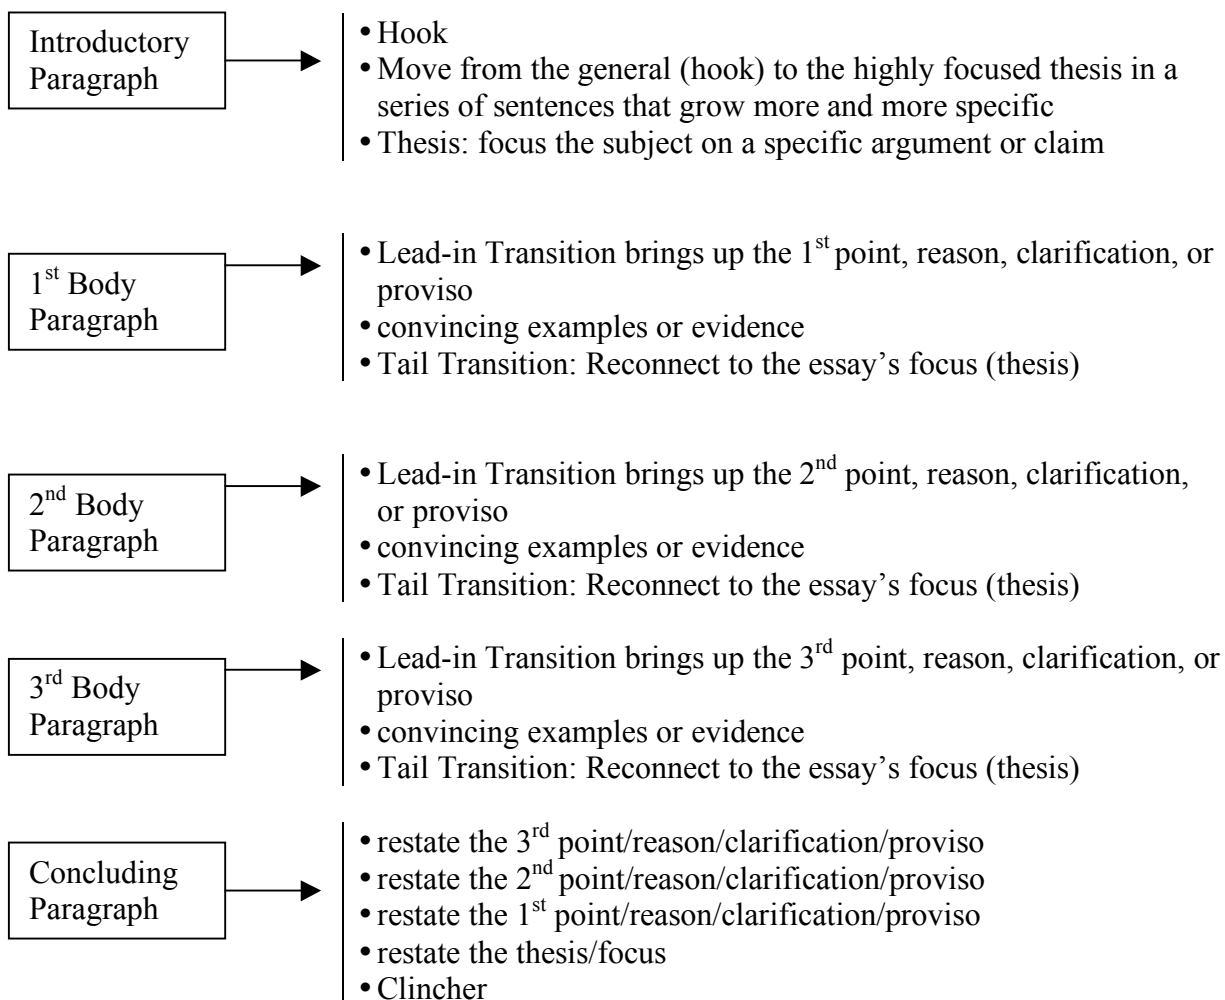 Introductory
Paragraph
• Hook
• Move from the general (hook) to the highly focused thesis in a
series of sentences that grow more and more specific
• Thesis: focus the subject on a specific argument or claim
1st Body
Paragraph
• Lead-in Transition brings up the 1st point, reason, clarification, or
proviso
• convincing examples or evidence
• Tail Transition: Reconnect to the essay’s focus (thesis)
2nd Body
Paragraph
• Lead-in Transition brings up the 2nd point, reason, clarification,
or proviso
• convincing examples or evidence
• Tail Transition: Reconnect to the essay’s focus (thesis)
3rd Body
Paragraph
• Lead-in Transition brings up the 3rd point, reason, clarification, or
proviso
• convincing examples or evidence
• Tail Transition: Reconnect to the essay’s focus (thesis)
Concluding
Paragraph
• restate the 3rd point/reason/clarification/proviso
• restate the 2nd point/reason/clarification/proviso
• restate the 1st point/reason/clarification/proviso
• restate the thesis/focus
• Clincher